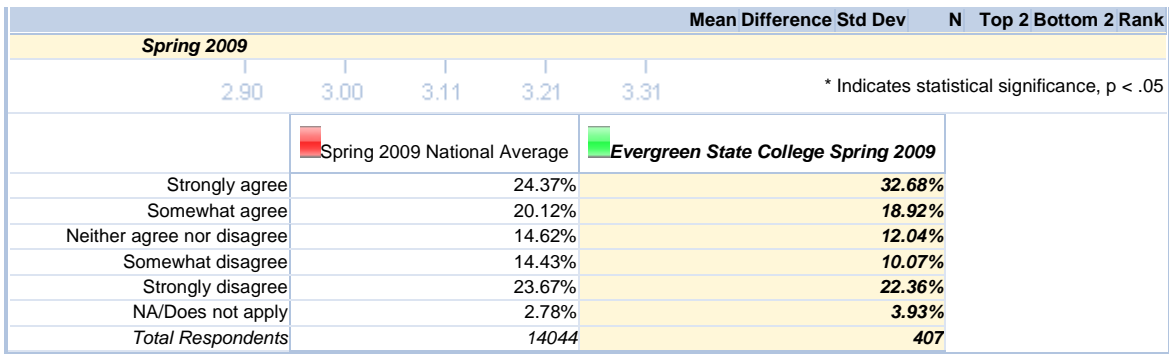 Mean Difference Std Dev N Top 2 Bottom 2 Rank
Spring 2009
2.90 3.00 3.11 3.21 3.31
* Indicates statistical significance, p < .05
Spring 2009 National Average Evergreen State College Spring 2009
Strongly agree 24.37% 32.68%
Somewhat agree 20.12% 18.92%
Neither agree nor disagree 14.62% 12.04%
Somewhat disagree 14.43% 10.07%
Strongly disagree 23.67% 22.36%
NA/Does not apply 2.78% 3.93%
Total Respondents 14044 407